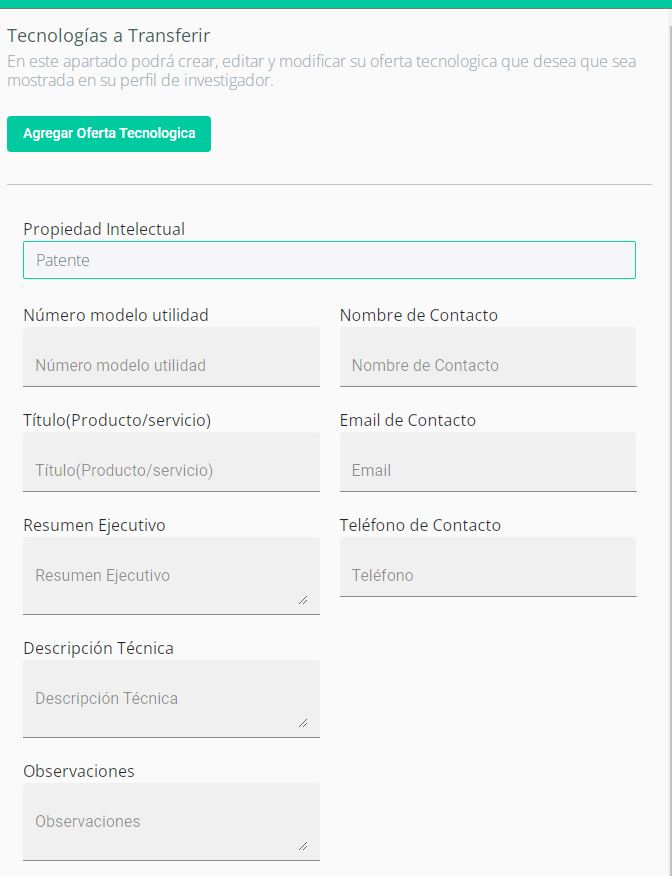 Tecnologías a Transferir
En este apartado podrá crear, editar y modificar su oferta tecnologica que desea que sea
mostrada en su perfil de investigador.
Agregar Oferta Tecnologica
Propiedad Intelectual
Patente
Número modelo utilidad
Número modelo utilidad
Nombre de Contacto
Nombre de Contacto
Título(Producto/servicio)
Título(Producto/servicio)
Email de Contacto
Email
Resumen Ejecutivo
Resumen Ejecutivo
Teléfono de Contacto
Teléfono
Descripción Técnica
Descripción Técnica
Observaciones
Observaciones